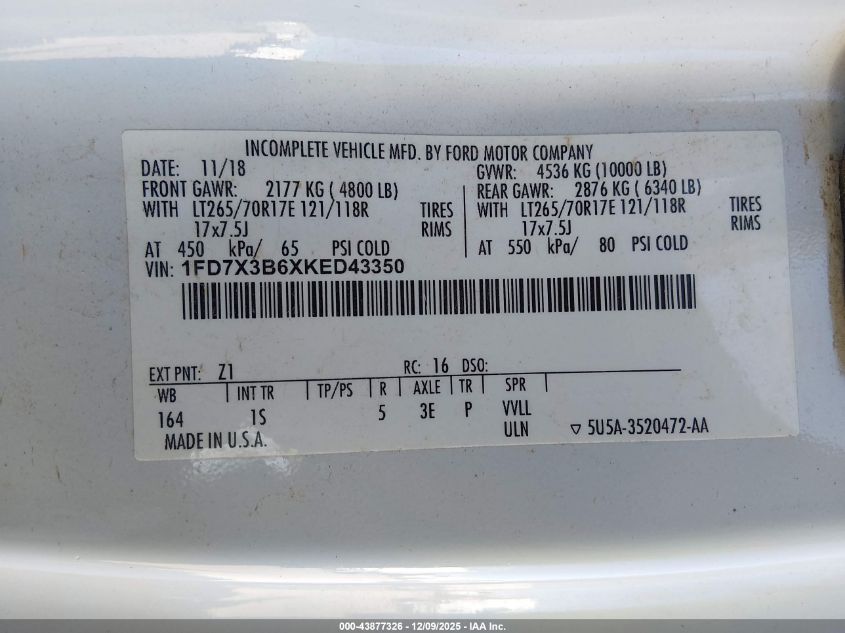 INCOMPLETE VEHICLE MFD. BY FORD MOTOR COMPANY
DATE: 11/18 GVWR: 4536 KG (10000 LB)
FRONT GAWR: 2177 KG ( 4800 LB) REAR GAWR: 2876 KG ( 6340 LB)
WITH LT265/70R17E 121/118R TIRES WITH LT265/70R17E 121/118R TIRES
17x7.5J RIMS 17x7.5J RIMS
AT 450 kPa/ 65 PSI COLD AT 550 kPa/ 80 PSI COLD
VIN: 1FD7X3B6XKED43350
EXT PNT: Z1 RC: 16 DSO:
WB INT TR TP/PS R AXLE TR SPR
164 1S 5 3E P VVLL
MADE IN U.S.A. ULN ▽ 5U5A-3520472-AA
000-43877326 - 12/09/2025 - IAA Inc.